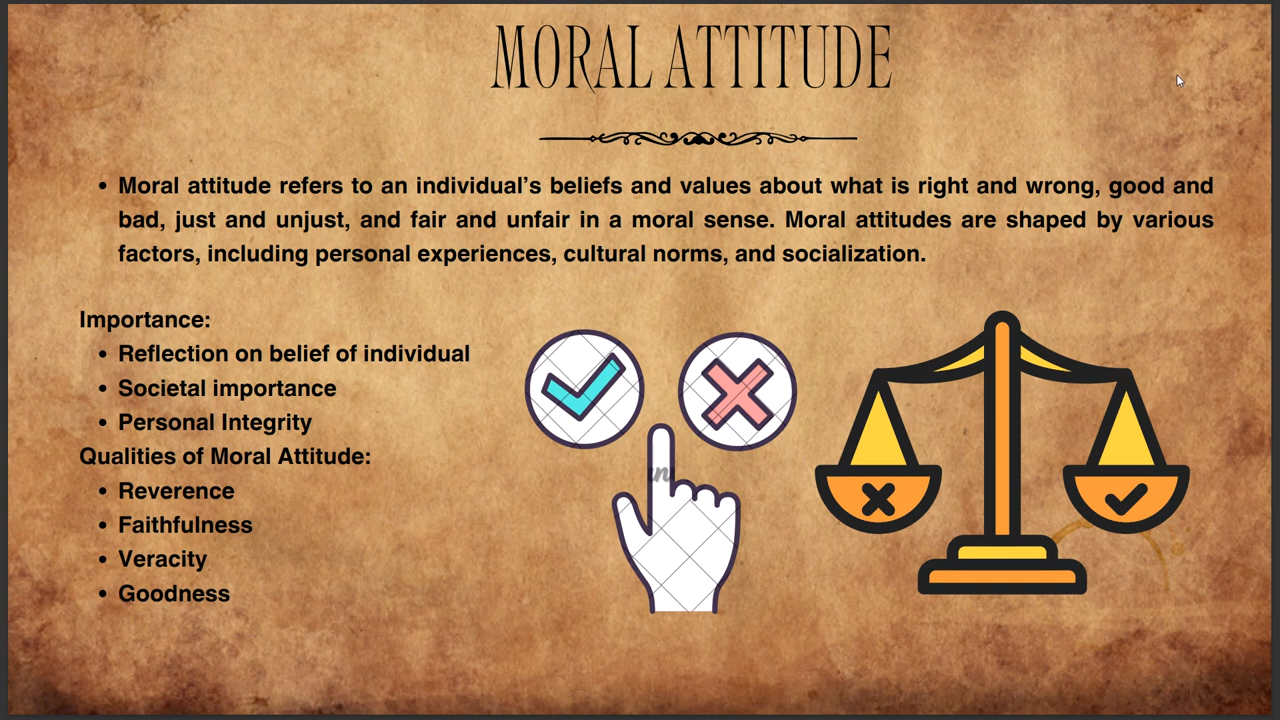 MORAL ATTITUDE
• Moral attitude refers to an individual's beliefs and values about what is right and wrong, good and
bad, just and unjust, and fair and unfair in a moral sense. Moral attitudes are shaped by various
factors, including personal experiences, cultural norms, and socialization.
Importance:
• Reflection on belief of individual
• Societal importance
• Personal Integrity
Qualities of Moral Attitude:
• Reverence
• Faithfulness
• Veracity
• Goodness